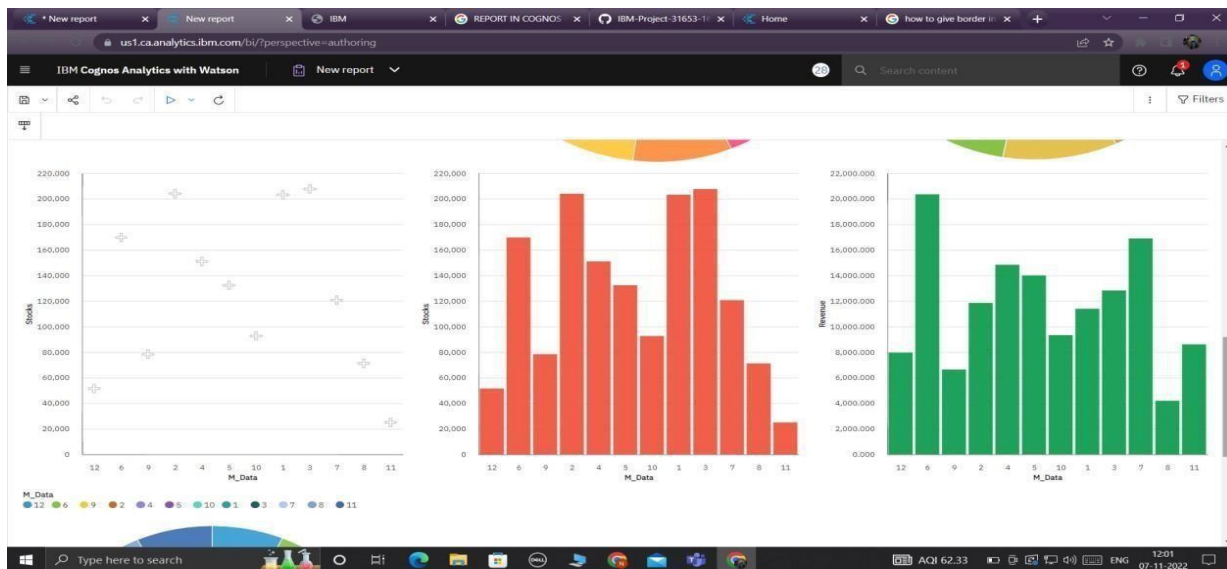 * New report
New report
IBM
REPORT IN COGNOS
IBM-Project-31653-16
Home
how to give border in
us1.ca.analytics.ibm.com/bi/?perspective=authoring
IBM Cognos Analytics with Watson
New report
28
Search content
1
Filters
220,000
200,000
180,000
160,000
140,000
120,000
100,000
80,000
60,000
40,000
20,000
0
Stocks
12 6 9 2 4 5 10 1 3 7 8 11
M_Data
M_Data
12 6 9 2 4 5 10 1 3 7 8 11
220,000
200,000
180,000
160,000
140,000
120,000
100,000
80,000
60,000
40,000
20,000
0
Stocks
12 6 9 2 4 5 10 1 3 7 8 11
M_Data
22,000.000
20,000.000
18,000.000
16,000.000
14,000.000
12,000.000
10,000.000
8,000.000
6,000.000
4,000.000
2,000.000
0.000
Revenue
12 6 9 2 4 5 10 1 3 7 8 11
M_Data
Type here to search
DELL
AQI 62.33
ENG
12:01
07-11-2022